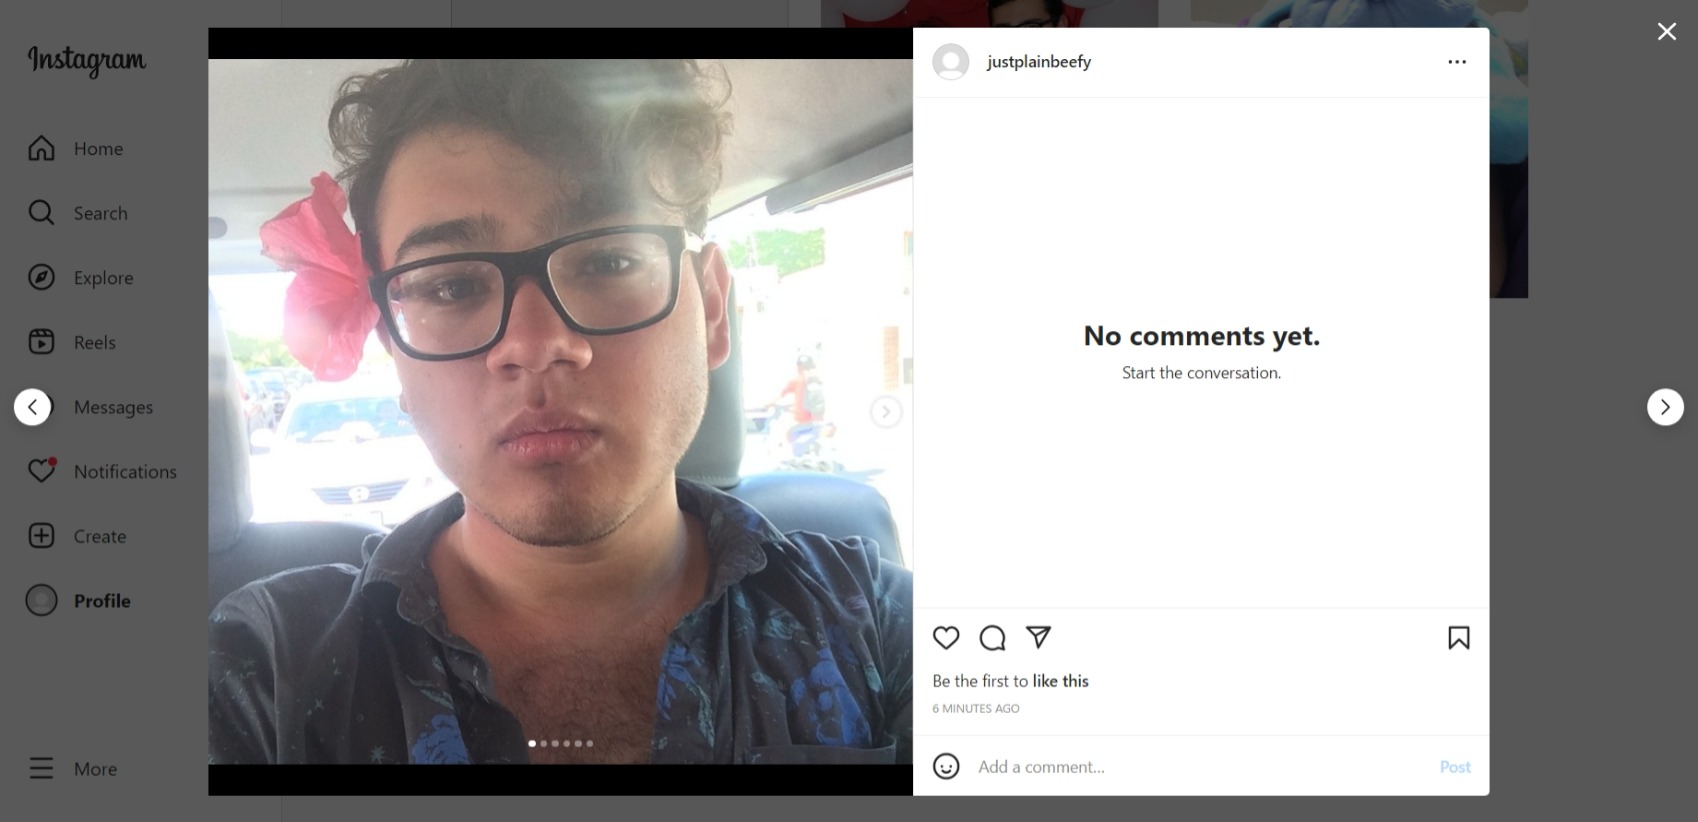 Instagram
Home
Search
Explore
Reels
Messages
Notifications
Create
Profile
More
justplainbeefy
No comments yet.
Start the conversation.
Be the first to like this
6 MINUTES AGO
Add a comment...
Post